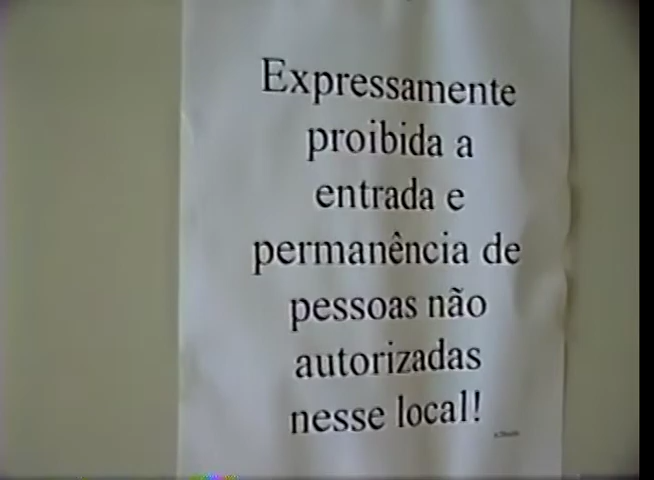 Expressamente
proibida a
entrada e
permanência de
pessoas não
autorizadas
nesse local!